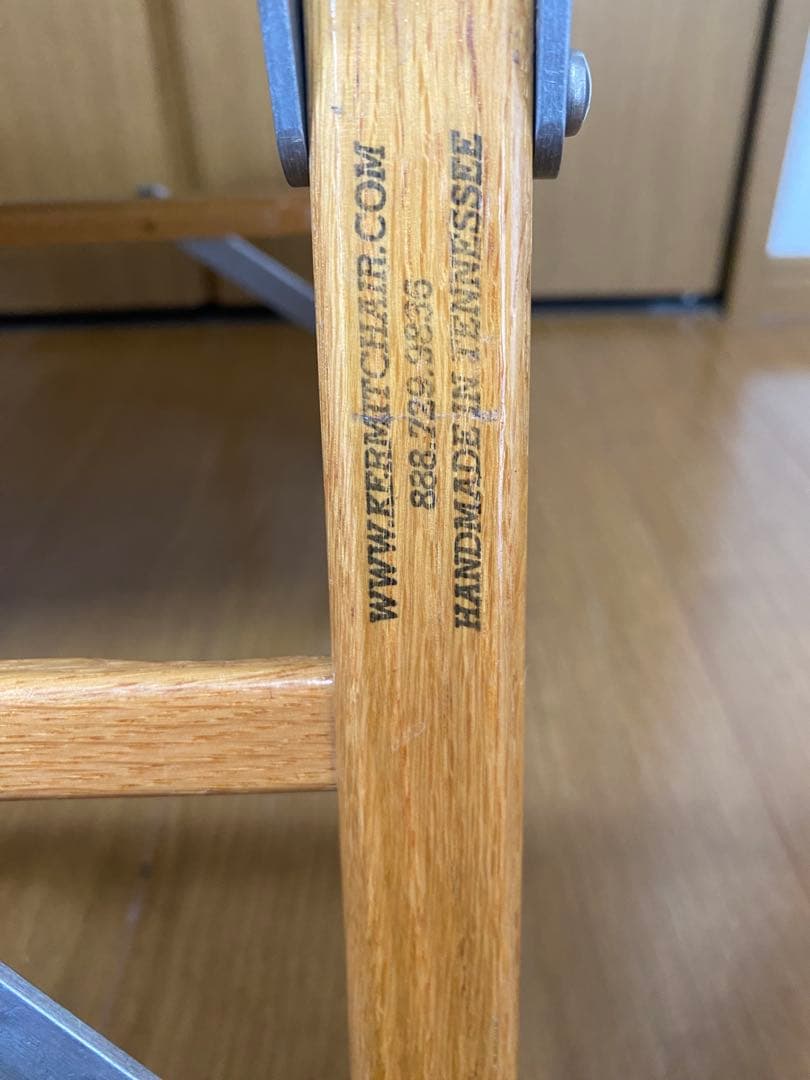 WWW.KERMITCHAIR.COM
888.729.9836
HANDMADE IN TENNESSEE